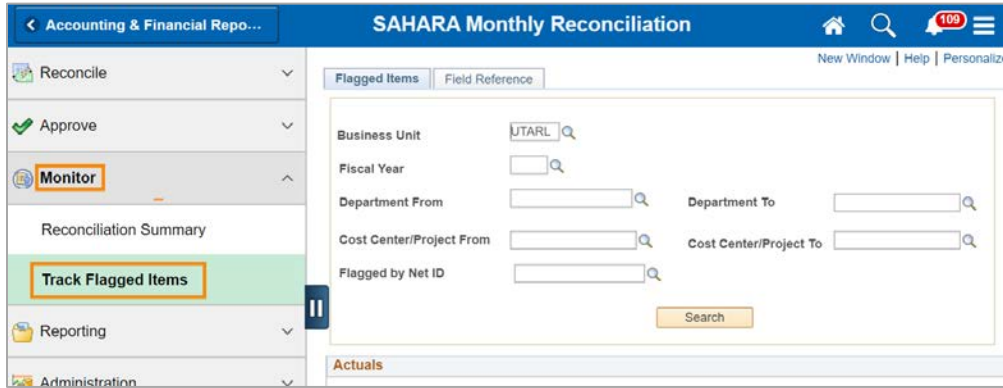 Accounting & Financial Repo...
SAHARA Monthly Reconciliation
109
New Window | Help | Personalize
Reconcile
Approve
Monitor
Reconciliation Summary
Track Flagged Items
Reporting
Administration
Flagged Items
Field Reference
Business Unit
UTARL
Fiscal Year
Department From
Department To
Cost Center/Project From
Cost Center/Project To
Flagged by Net ID
Search
Actuals